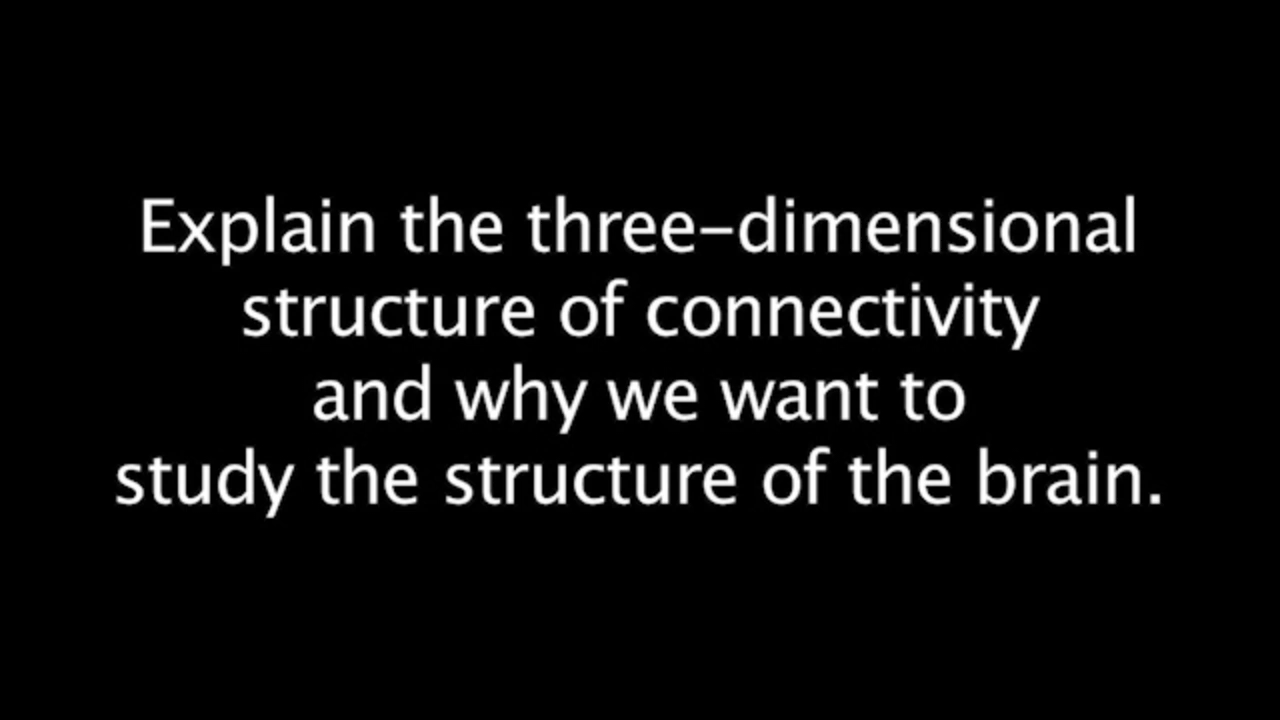 Explain the three-dimensional
structure of connectivity
and why we want to
study the structure of the brain.